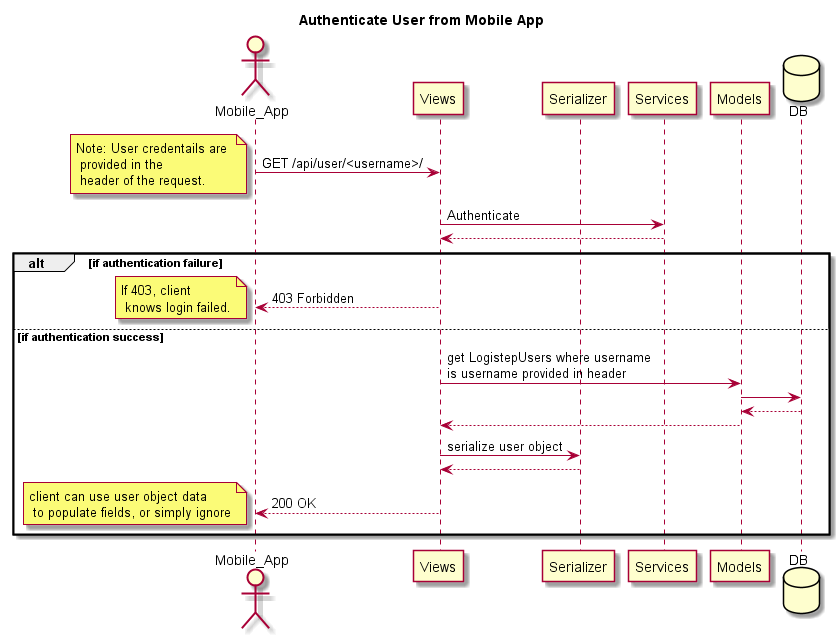 Authenticate User from Mobile App
Mobile_App
Views
Serializer
Services
Models
DB
Note: User credentails are
provided in the
header of the request.
GET /api/user/<username>/
Authenticate
alt
[if authentication failure]
If 403, client
knows login failed.
403 Forbidden
[if authentication success]
get LogistepUsers where username
is username provided in header
serialize user object
client can use user object data
to populate fields, or simply ignore
200 OK
Mobile_App
Views
Serializer
Services
Models
DB